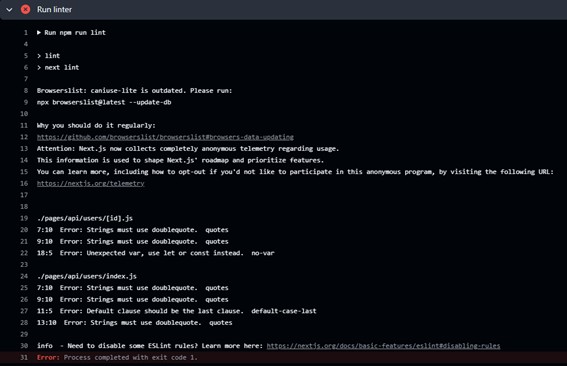 Run linter
1 Run npm run lint
4
5 > lint
6 > next lint
7
8 Browserslist: caniuse-lite is outdated. Please run:
9 npx browserslist@latest --update-db
10
11 Why you should do it regularly:
12 https://github.com/browserslist/browserslist#browsers-data-updating
13 Attention: Next.js now collects completely anonymous telemetry regarding usage.
14 This information is used to shape Next.js' roadmap and prioritize features.
15 You can learn more, including how to opt-out if you'd not like to participate in this anonymous program, by visiting the following URL:
16 https://nextjs.org/telemetry
17
18
19 ./pages/api/users/[id].js
20 7:10  Error: Strings must use doublequote.  quotes
21 9:10  Error: Strings must use doublequote.  quotes
22 18:5  Error: Unexpected var, use let or const instead.  no-var
23
24 ./pages/api/users/index.js
25 7:10  Error: Strings must use doublequote.  quotes
26 9:10  Error: Strings must use doublequote.  quotes
27 11:5  Error: Default clause should be the last clause.  default-case-last
28 13:10  Error: Strings must use doublequote.  quotes
29
30 info  - Need to disable some ESLint rules? Learn more here: https://nextjs.org/docs/basic-features/eslint#disabling-rules
31 Error: Process completed with exit code 1.